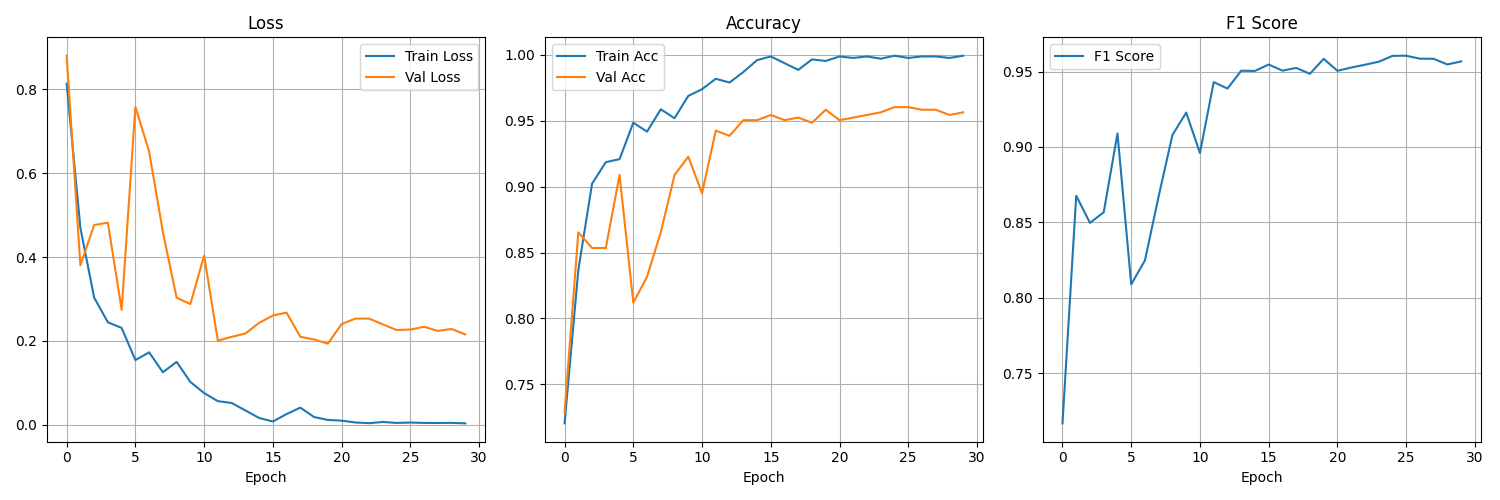 Loss
Train Loss
Val Loss
0.8
0.6
0.4
0.2
0.0
0 5 10 15 20 25 30
Epoch
Accuracy
Train Acc
Val Acc
1.00
0.95
0.90
0.85
0.80
0.75
0 5 10 15 20 25 30
Epoch
F1 Score
F1 Score
0.95
0.90
0.85
0.80
0.75
0 5 10 15 20 25 30
Epoch